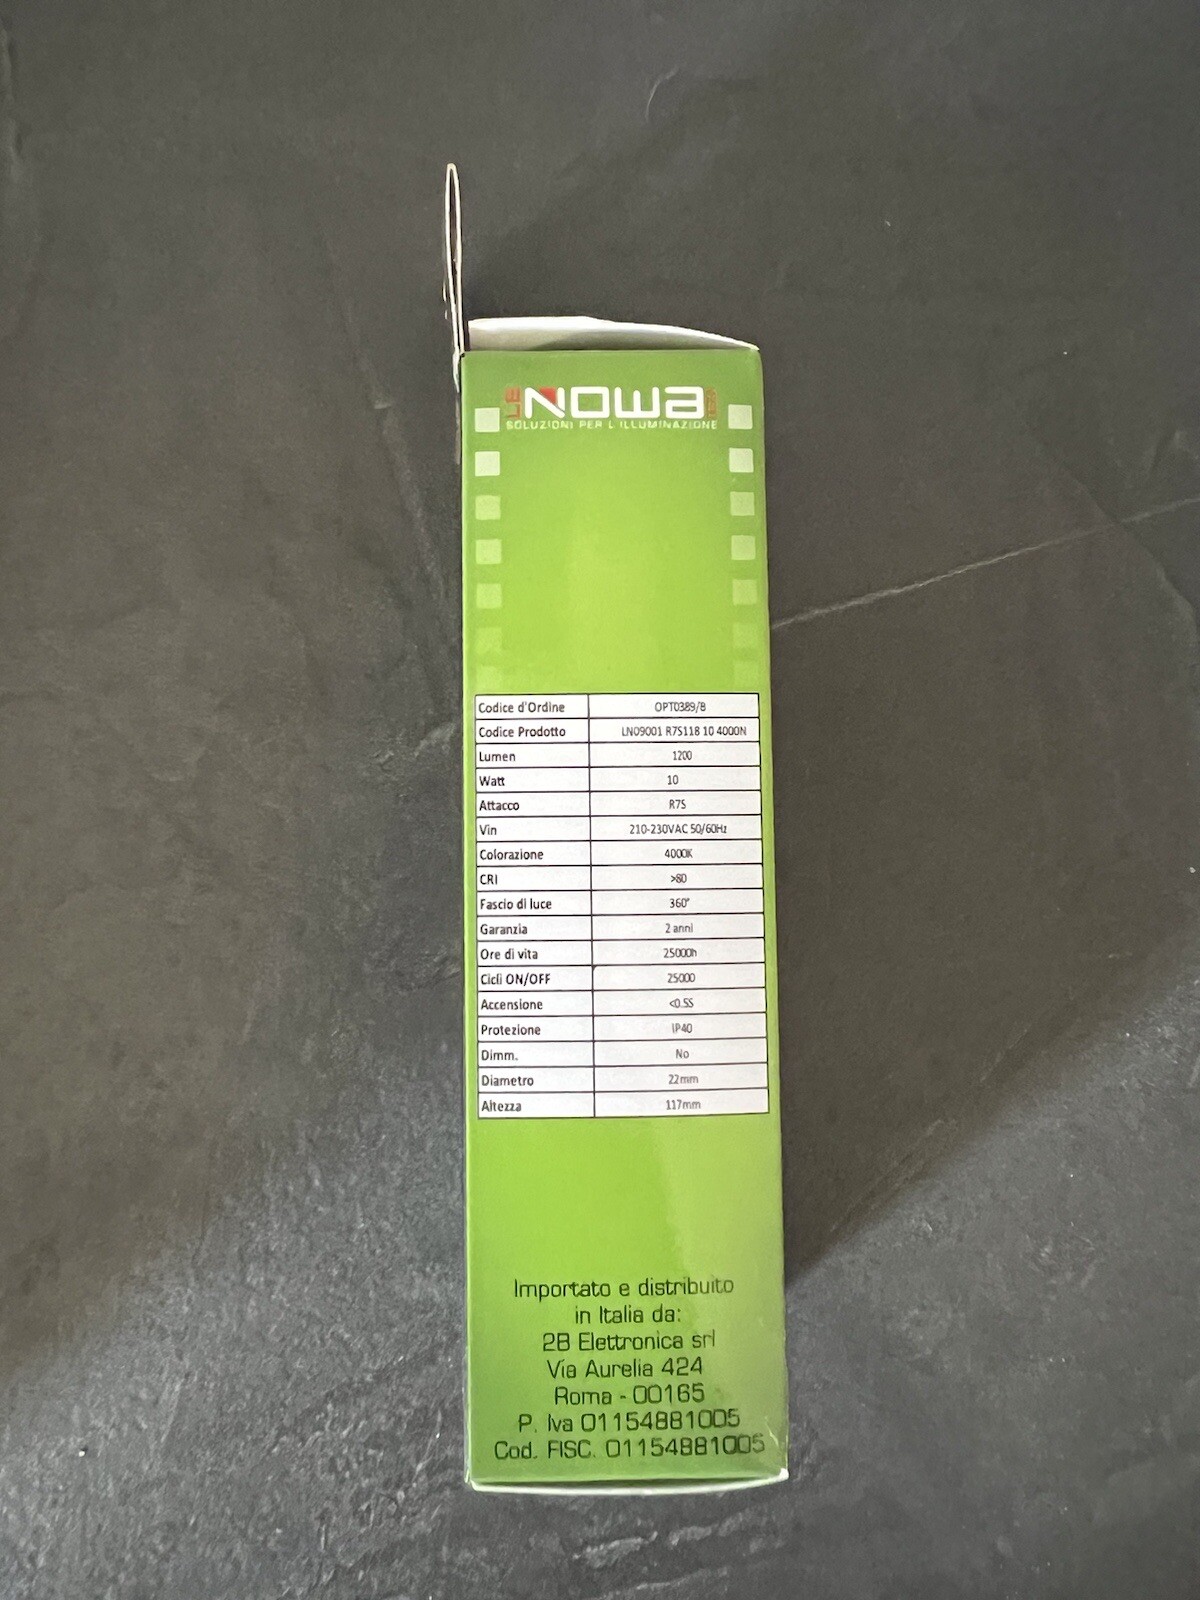 LE NOWA
SOLUZIONI PER L'ILLUMINAZIONE
Codice d'Ordine OPT0389/B
Codice Prodotto LN09001 R7S118 10 4000N
Lumen 1200
Watt 10
Attacco R7S
Vin 210-230VAC 50/60Hz
Colorazione 4000K
CRI >80
Fascio di luce 360°
Garanzia 2 anni
Ore di vita 25000h
Cicli ON/OFF 25000
Accensione <0.5S
Protezione IP40
Dimm. No
Diametro 22mm
Altezza 117mm
Importato e distribuito
in Italia da:
2B Elettronica srl
Via Aurelia 424
Roma - 00165
P. Iva 01154881005
Cod. FISC. 01154881005